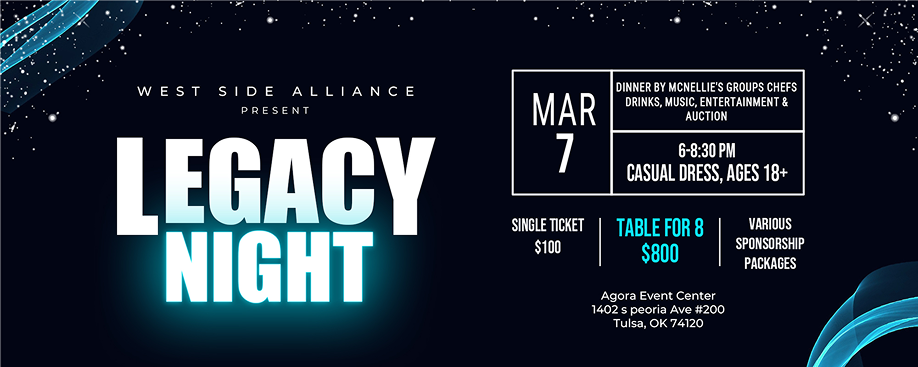 WEST SIDE ALLIANCE
PRESENT
LEGACY
NIGHT
MAR
7
DINNER BY MCNELLIE'S GROUPS CHEFS
DRINKS, MUSIC, ENTERTAINMENT &
AUCTION
6-8:30 PM
CASUAL DRESS, AGES 18+
SINGLE TICKET
$100
TABLE FOR 8
$800
VARIOUS
SPONSORSHIP
PACKAGES
Agora Event Center
1402 s peoria Ave #200
Tulsa, OK 74120